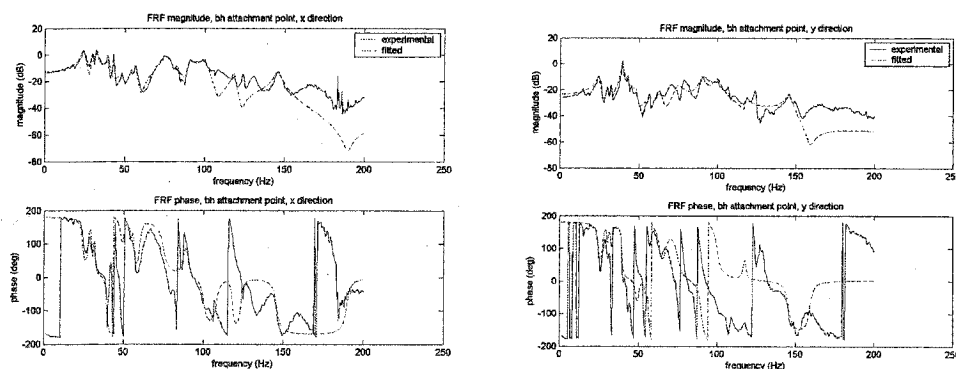 FRF magnitude, bh attachment point, x direction
20
0
-20
-40
-60
-80
magnitude (dB)
experimental
fitted
0 50 100 150 200 250
frequency (Hz)
FRF phase, bh attachment point, x direction
200
100
0
-100
-200
phase (deg)
0 50 100 150 200 250
frequency (Hz)
FRF magnitude, bh attachment point, y direction
20
0
-20
-40
-60
-80
magnitude (dB)
experimental
fitted
0 50 100 150 200 250
frequency (Hz)
FRF phase, bh attachment point, y direction
200
100
0
-100
-200
phase (deg)
0 50 100 150 200 250
frequency (Hz)